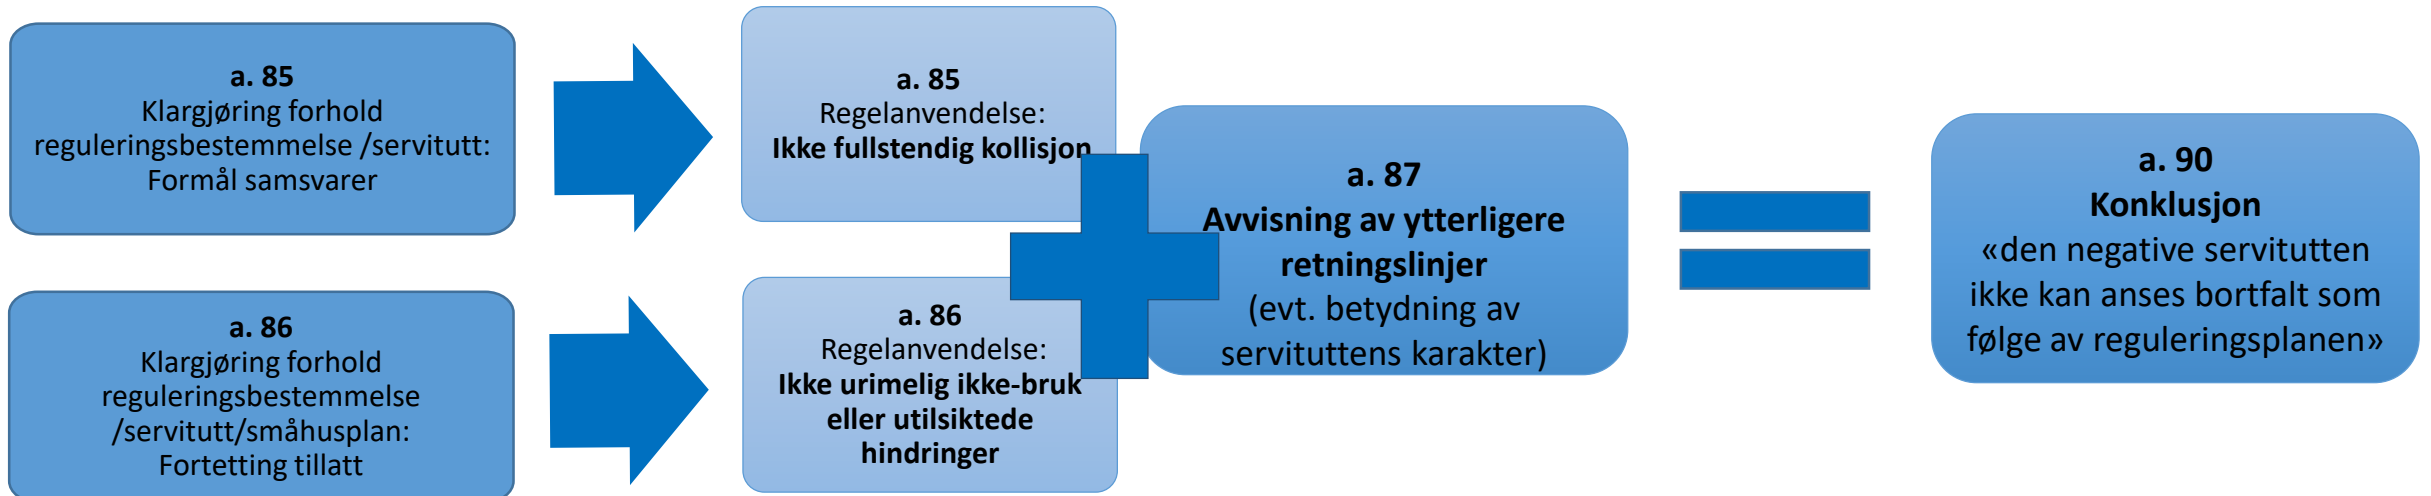 a. 85
Klargjøring forhold
reguleringsbestemmelse /servitutt:
Formål samsvarer
a. 86
Klargjøring forhold
reguleringsbestemmelse
/servitutt/småhusplan:
Fortetting tillatt
a. 85
Regelanvendelse:
Ikke fullstendig kollisjon
a. 86
Regelanvendelse:
Ikke urimelig ikke-bruk
eller utilsiktede
hindringer
a. 87
Avvisning av ytterligere
retningslinjer
(evt. betydning av
servituttens karakter)
a. 90
Konklusjon
«den negative servitutten
ikke kan anses bortfalt som
følge av reguleringsplanen»